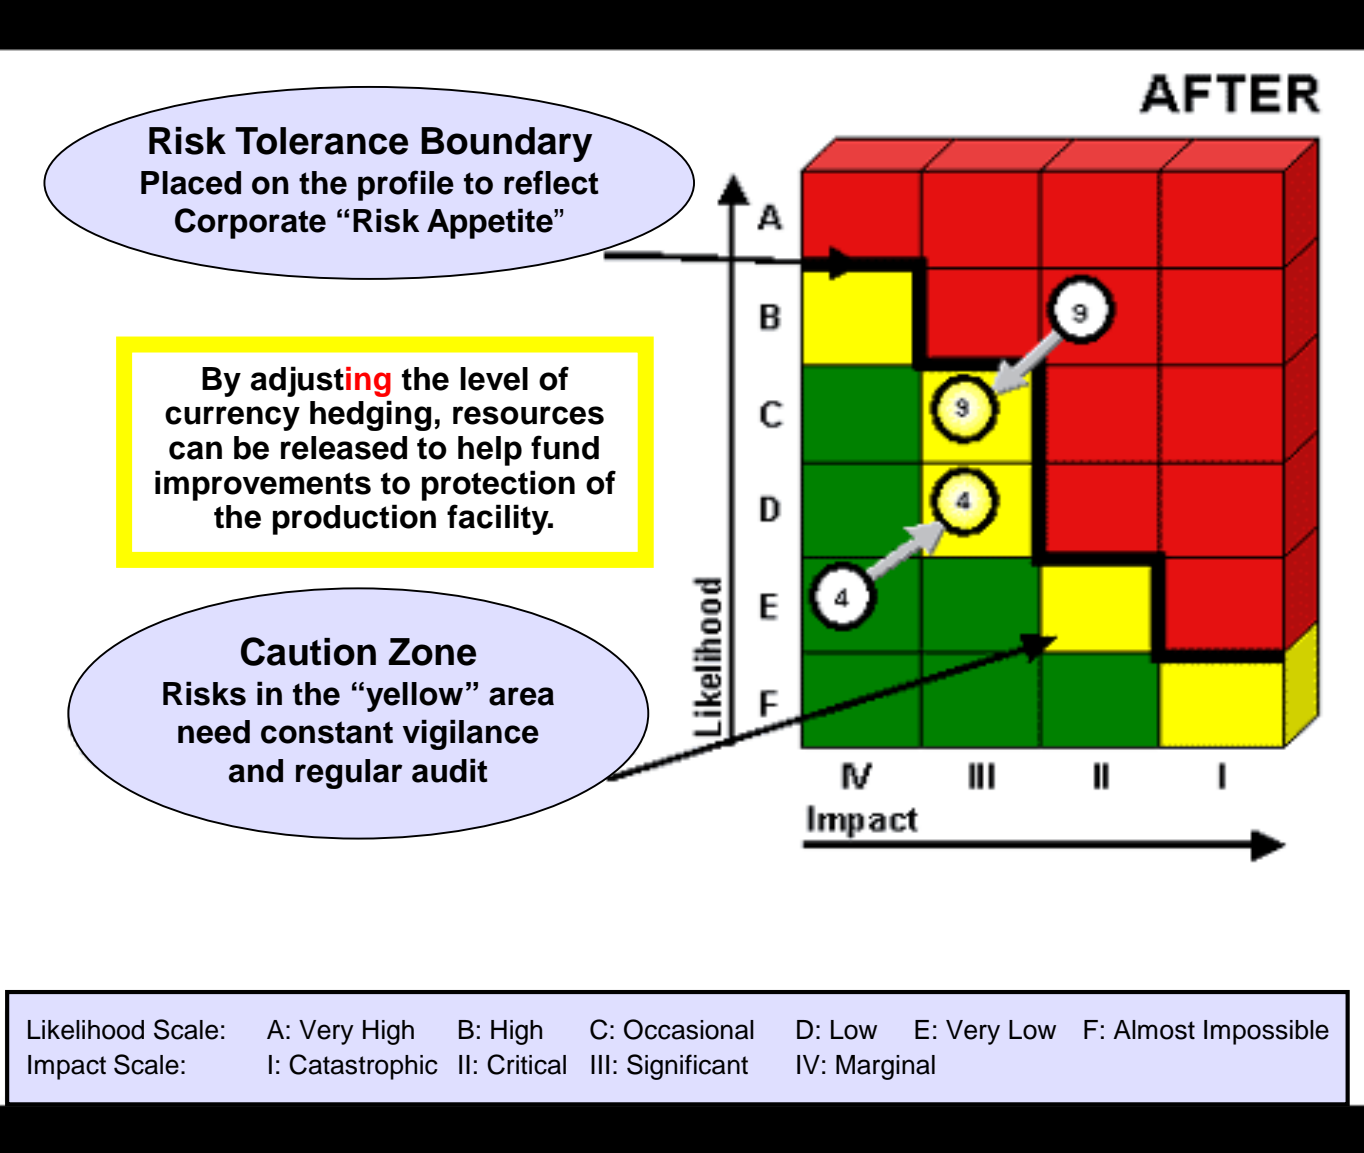 AFTER
Risk Tolerance Boundary
Placed on the profile to reflect
Corporate “Risk Appetite”
By adjusting the level of
currency hedging, resources
can be released to help fund
improvements to protection of
the production facility.
Caution Zone
Risks in the “yellow” area
need constant vigilance
and regular audit
Likelihood
A
B
C
D
E
F
9
9
4
4
IV III II I
Impact
Likelihood Scale: A: Very High B: High C: Occasional D: Low E: Very Low F: Almost Impossible
Impact Scale: I: Catastrophic II: Critical III: Significant IV: Marginal